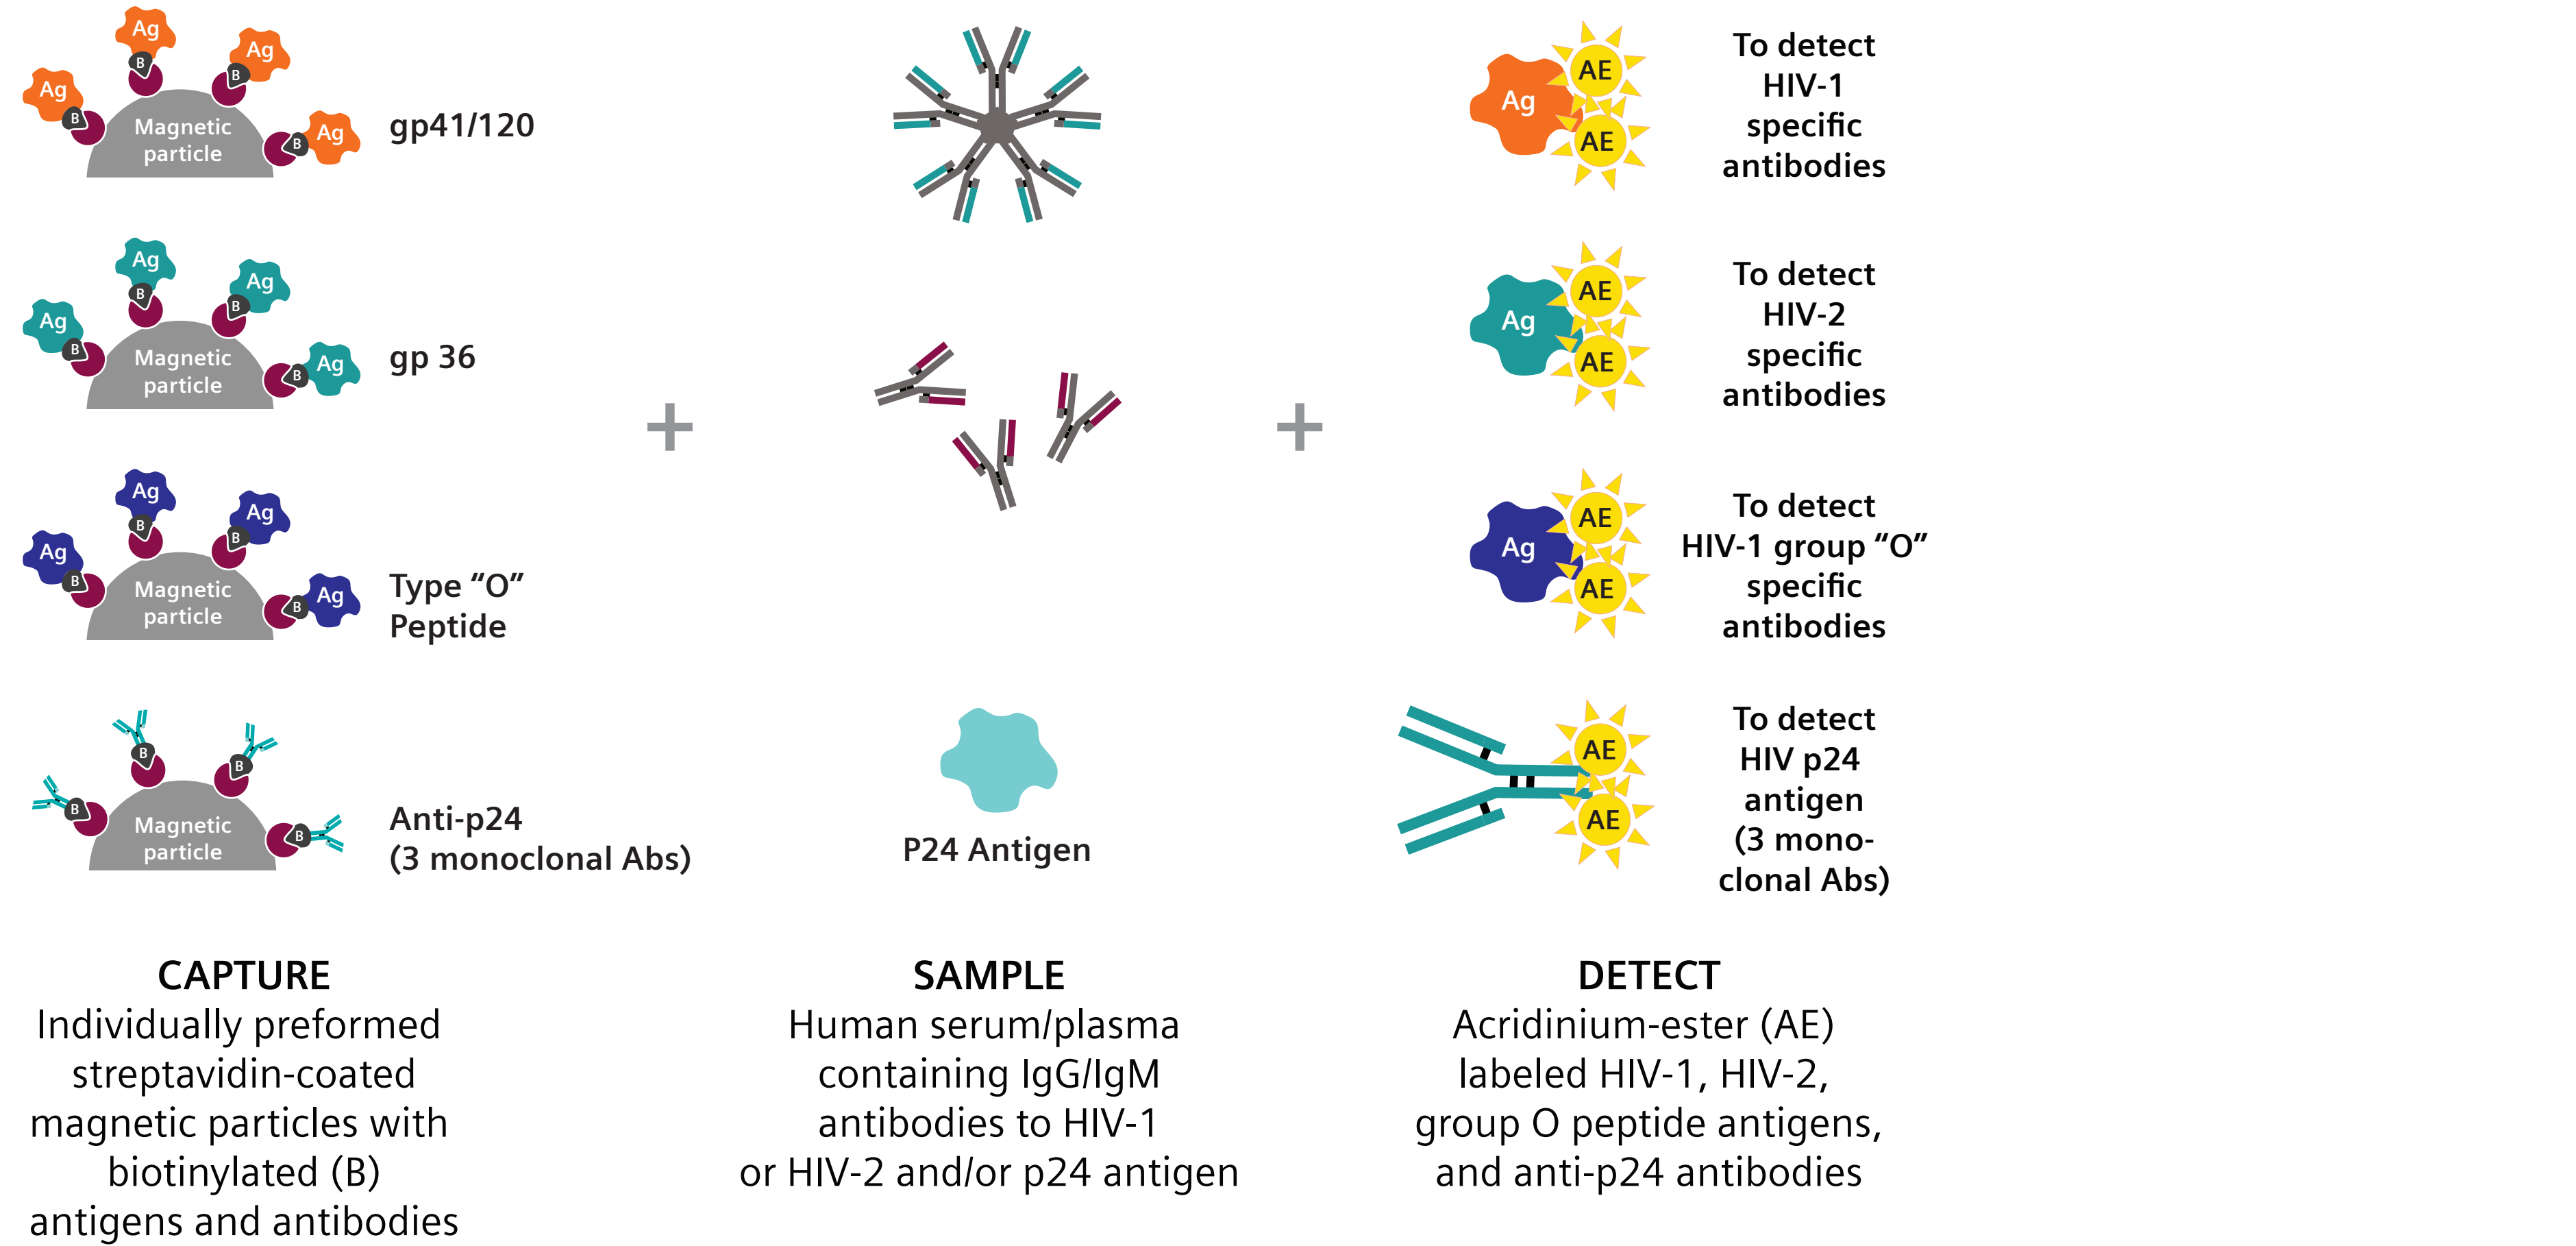 Ag
Ag
Ag
Ag
B
B
B
B
Magnetic
particle
gp41/120
Ag
Ag
Ag
Ag
B
B
B
B
Magnetic
particle
gp 36
Ag
Ag
Ag
Ag
B
B
B
B
Magnetic
particle
Type “O”
Peptide
B
B
B
B
Magnetic
particle
Anti-p24
(3 monoclonal Abs)
+
P24 Antigen
+
Ag
AE
AE
To detect
HIV-1
specific
antibodies
Ag
AE
AE
To detect
HIV-2
specific
antibodies
Ag
AE
AE
To detect
HIV-1 group “O”
specific
antibodies
AE
AE
To detect
HIV p24
antigen
(3 mono-
clonal Abs)
CAPTURE
Individually preformed
streptavidin-coated
magnetic particles with
biotinylated (B)
antigens and antibodies
SAMPLE
Human serum/plasma
containing IgG/IgM
antibodies to HIV-1
or HIV-2 and/or p24 antigen
DETECT
Acridinium-ester (AE)
labeled HIV-1, HIV-2,
group O peptide antigens,
and anti-p24 antibodies